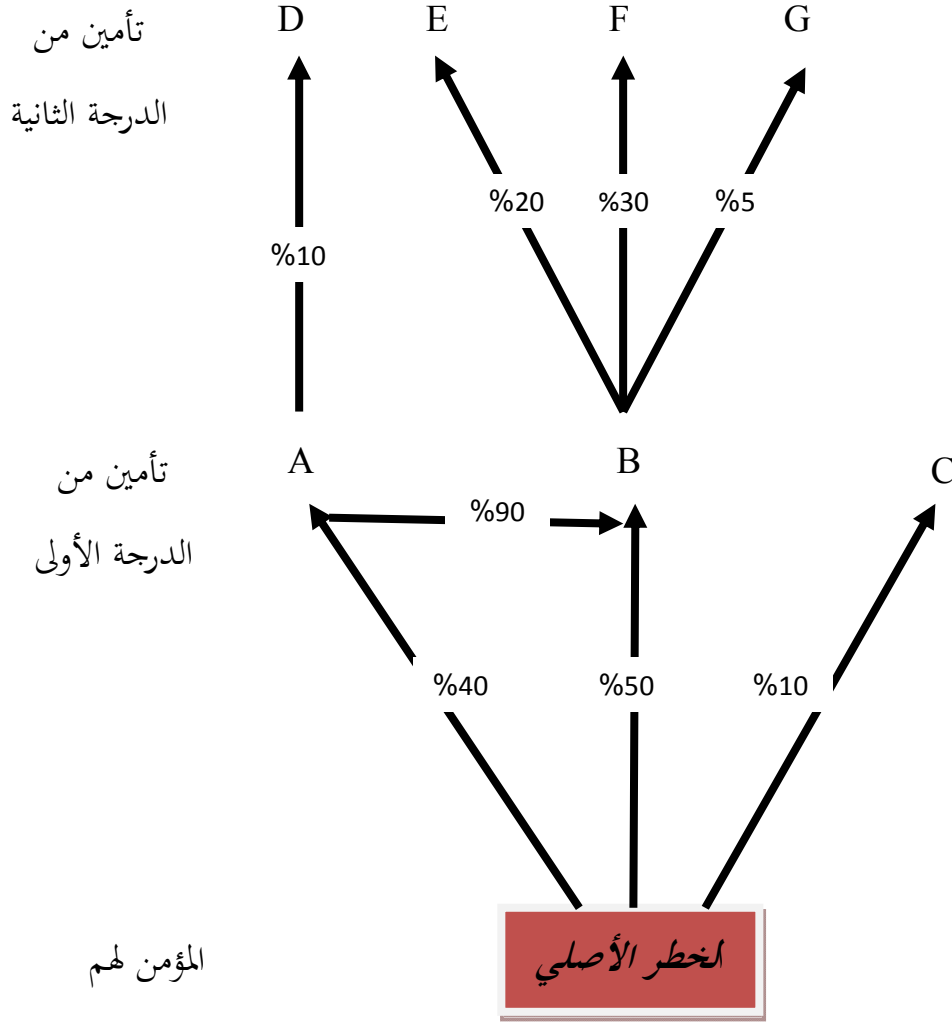 تأمين من
الدرجة الثانية
D E F G
%20 %30 %5
%10
تأمين من
الدرجة الأولى
A B C
%90
%40 %50 %10
المؤمن لهم
الخطر الأصلي